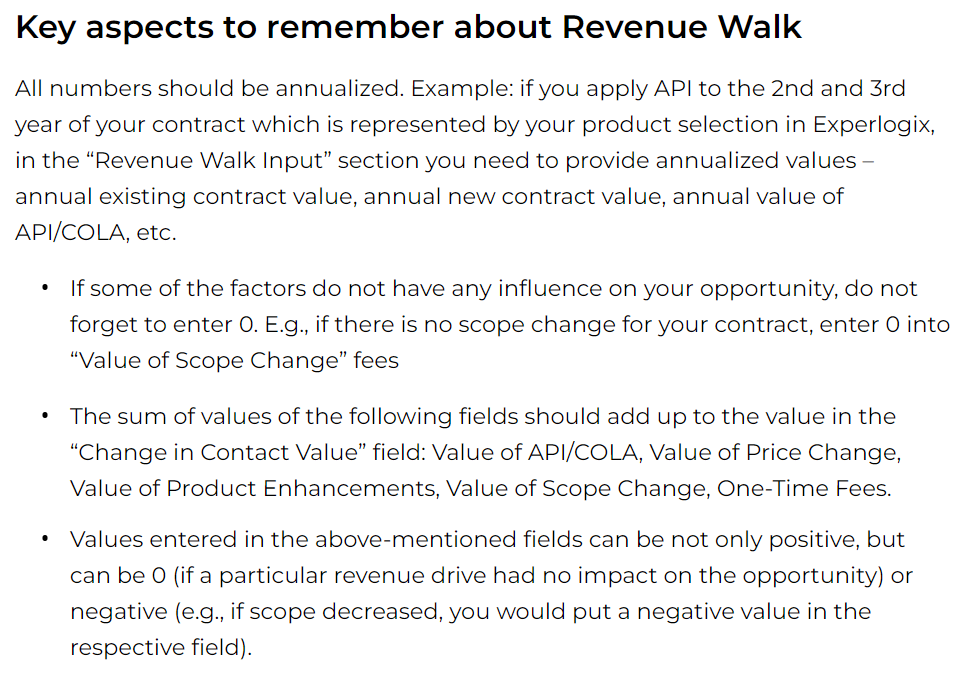 Key aspects to remember about Revenue Walk
All numbers should be annualized. Example: if you apply API to the 2nd and 3rd
year of your contract which is represented by your product selection in Experlogix,
in the “Revenue Walk Input” section you need to provide annualized values –
annual existing contract value, annual new contract value, annual value of
API/COLA, etc.
• If some of the factors do not have any influence on your opportunity, do not
forget to enter 0. E.g., if there is no scope change for your contract, enter 0 into
“Value of Scope Change” fees
• The sum of values of the following fields should add up to the value in the
“Change in Contact Value” field: Value of API/COLA, Value of Price Change,
Value of Product Enhancements, Value of Scope Change, One-Time Fees.
• Values entered in the above-mentioned fields can be not only positive, but
can be 0 (if a particular revenue drive had no impact on the opportunity) or
negative (e.g., if scope decreased, you would put a negative value in the
respective field).